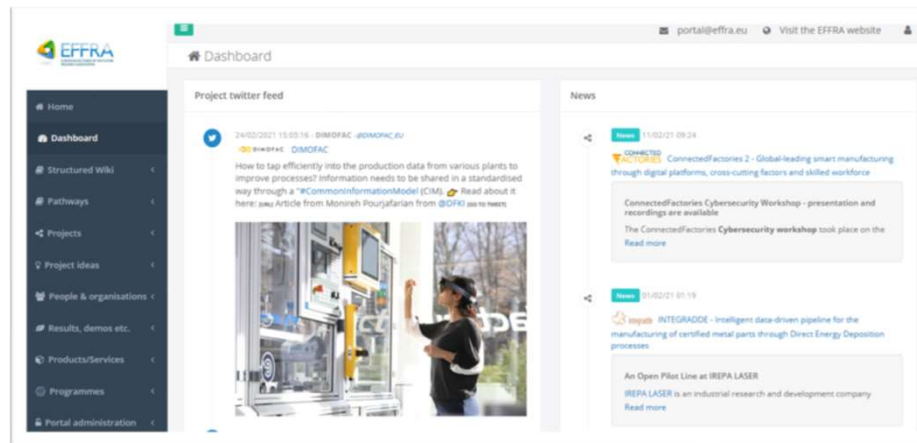 portal@effra.eu Visit the EFFRA website
EFFRA
Dashboard
Home
Dashboard
Structured Wiki
Pathways
Projects
Project ideas
People & organisations
Results, demos etc.
Products/Services
Programmes
Portal administration
Project twitter feed
24/02/2021 15:03:16 - DIMOFAC - @DIMOFAC_EU
DIMOFAC DIMOFAC
How to tap efficiently into the production data from various plants to
improve processes? Information needs to be shared in a standardised
way through a "#CommonInformationModel (CIM). Read about it
here: [URL] Article from Monireh Pourjafarian from @DFKI [GO TO TWEET]
News
News 11/02/21 09:24
CONNECTED
FACTORIES ConnectedFactories 2 - Global-leading smart manufacturing
through digital platforms, cross-cutting factors and skilled workforce
ConnectedFactories Cybersecurity Workshop - presentation and
recordings are available
The ConnectedFactories Cybersecurity workshop took place on the
Read more
News 01/02/21 01:19
INTEGRADDE - Intelligent data-driven pipeline for the
manufacturing of certified metal parts through Direct Energy Deposition
processes
An Open Pilot Line at IREPA LASER
IREPA LASER is an industrial research and development company
Read more